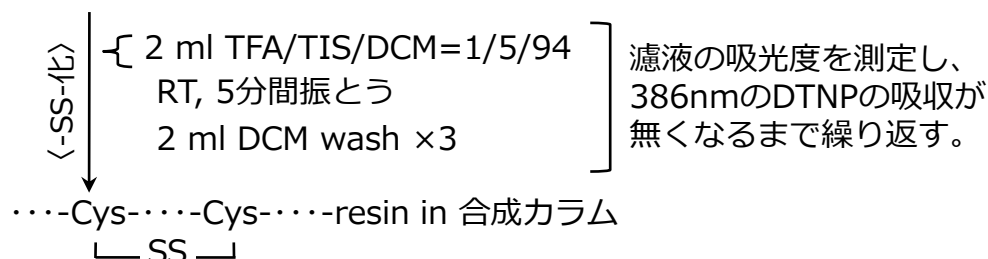 <-SS-化>
2 ml TFA/TIS/DCM=1/5/94
RT, 5分間振とう
2 ml DCM wash ×3
濾液の吸光度を測定し、
386nmのDTNPの吸収が
無くなるまで繰り返す。
････-Cys-････-Cys-････-resin in 合成カラム
SS